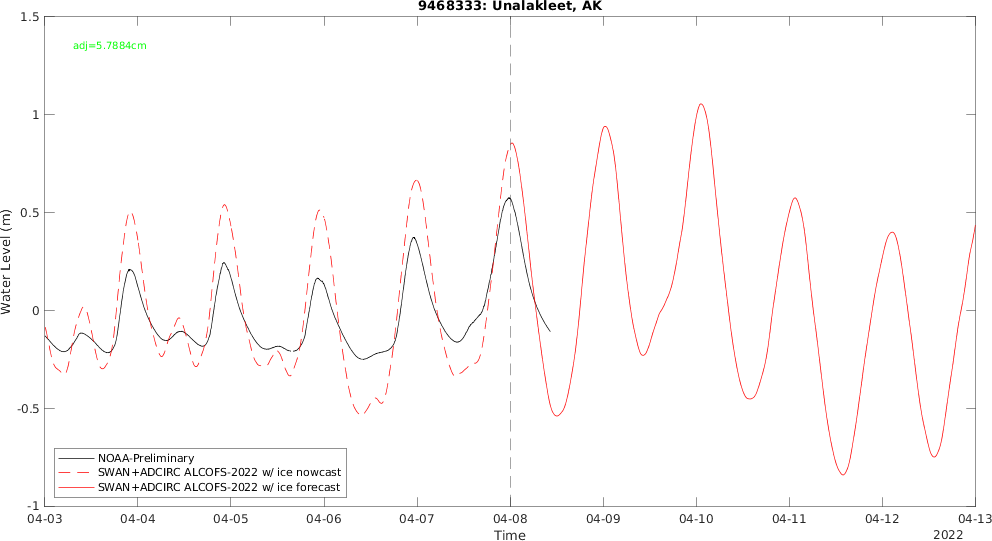 9468333: Unalakleet, AK
adj=5.7884cm
Water Level (m)
1.5
1
0.5
0
-0.5
-1
NOAA-Preliminary
SWAN+ADCIRC ALCOFS-2022 w/ ice nowcast
SWAN+ADCIRC ALCOFS-2022 w/ ice forecast
04-03 04-04 04-05 04-06 04-07 04-08 04-09 04-10 04-11 04-12 04-13
Time
2022